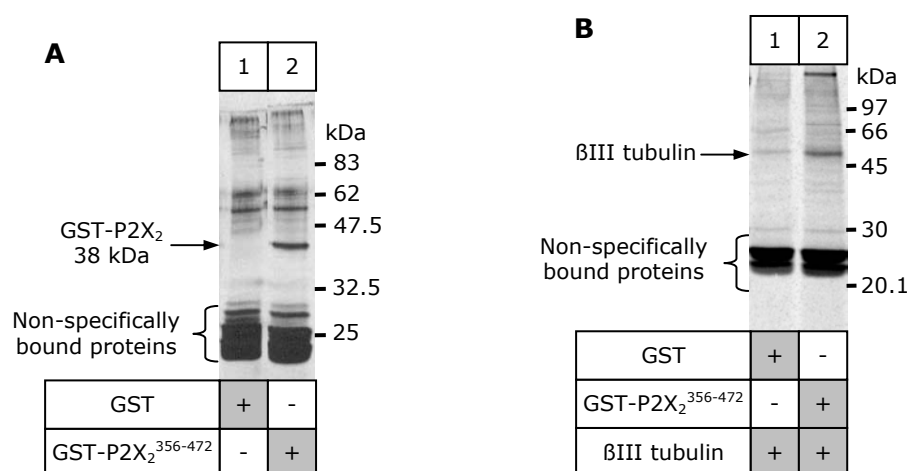 A
1 2
kDa
83
62
47.5
32.5
25
GST-P2X₂
38 kDa
Non-specifically
bound proteins
GST + -
GST-P2X₂³⁵⁶⁻⁴⁷² - +
B
1 2
kDa
97
66
45
30
20.1
ßIII tubulin
Non-specifically
bound proteins
GST + -
GST-P2X₂³⁵⁶⁻⁴⁷² - +
ßIII tubulin + +